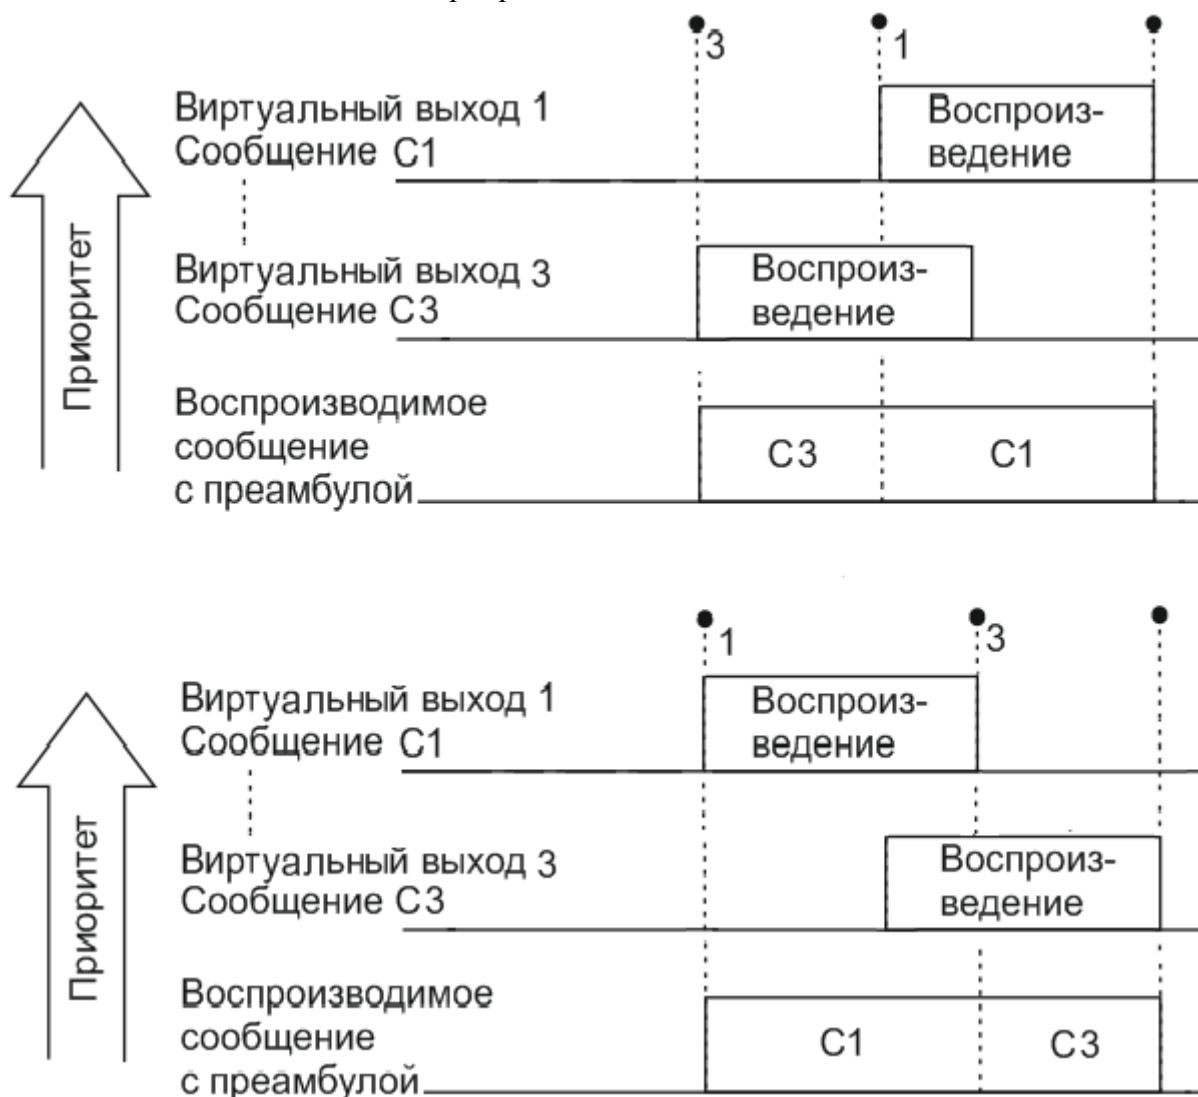 3
1
Виртуальный выход 1
Сообщение С1
Воспроиз-
ведение
Приоритет
Виртуальный выход 3
Сообщение С3
Воспроиз-
ведение
Воспроизводимое
сообщение
с преамбулой
С3
С1
1
3
Виртуальный выход 1
Сообщение С1
Воспроиз-
ведение
Приоритет
Виртуальный выход 3
Сообщение С3
Воспроиз-
ведение
Воспроизводимое
сообщение
с преамбулой
С1
С3